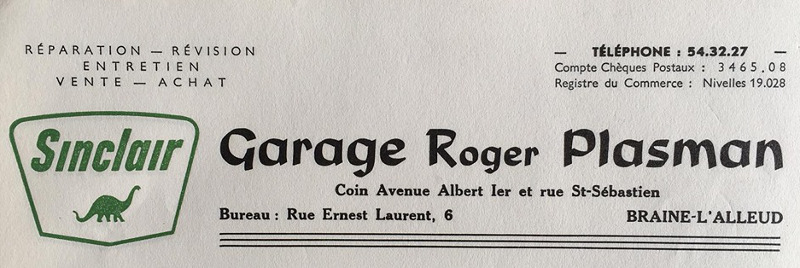 RÉPARATION — RÉVISION
ENTRETIEN
VENTE — ACHAT
— TÉLÉPHONE : 54.32.27 —
Compte Chèques Postaux : 3465.08
Registre du Commerce : Nivelles 19.028
Sinclair
Garage Roger Plasman
Coin Avenue Albert Ier et rue St-Sébastien
Bureau : Rue Ernest Laurent, 6
BRAINE-L'ALLEUD